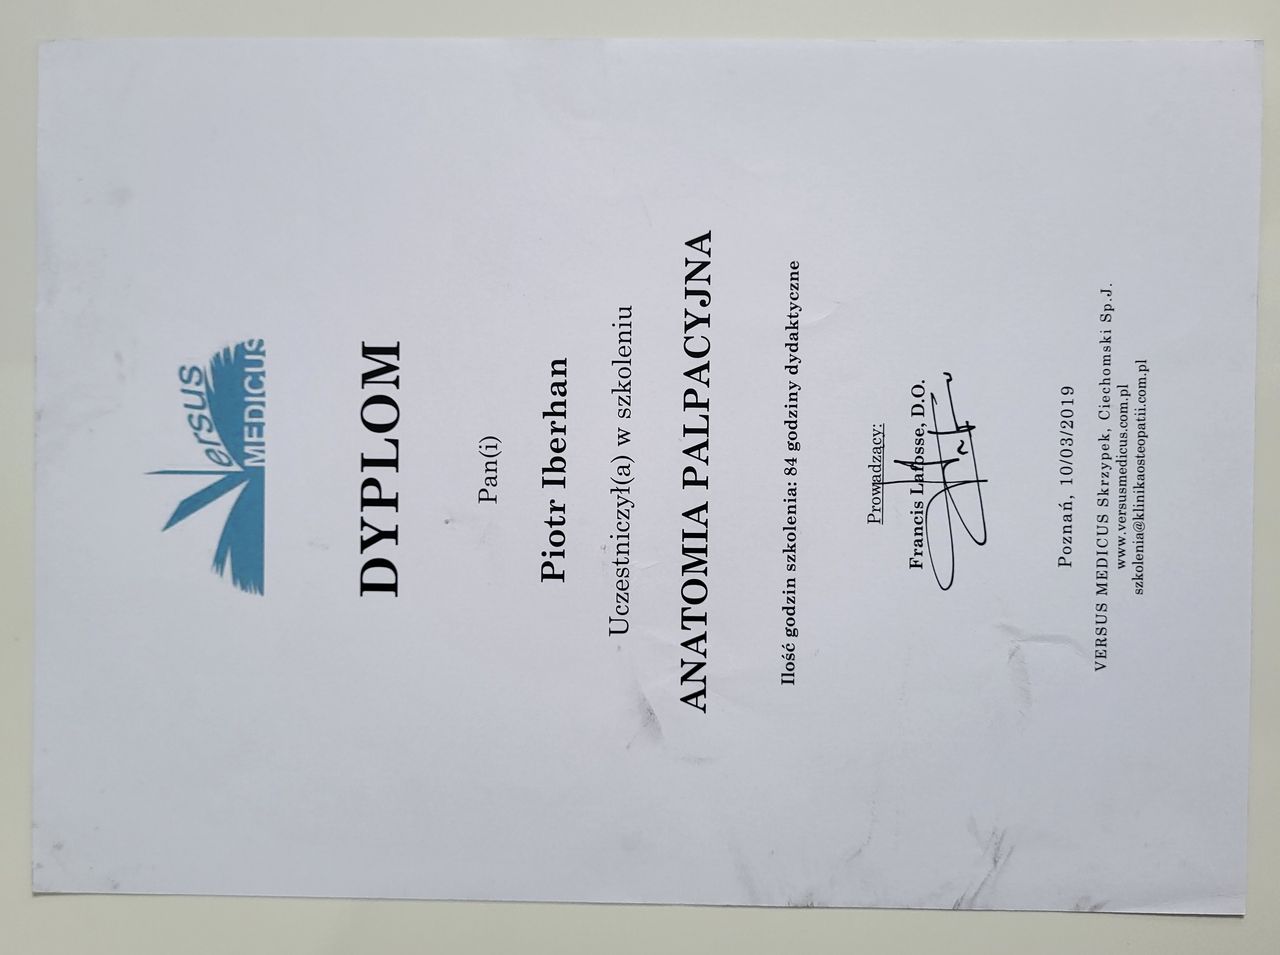 Versus
MEDICUS
DYPLOM
Pan(i)
Piotr Iberhan
Uczestniczył(a) w szkoleniu
ANATOMIA PALPACYJNA
Ilość godzin szkolenia: 84 godziny dydaktyczne
Prowadzący:
Francis Lafosse, D.O.
Poznań, 10/03/2019
VERSUS MEDICUS Skrzypek, Ciechomski Sp.J.
www.versusmedicus.com.pl
szkolenia@klinikaosteopatii.com.pl